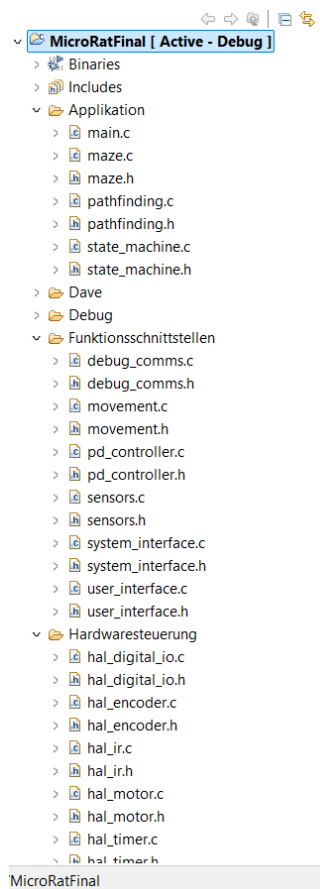 MicroRatFinal [ Active - Debug ]
Binaries
Includes
Applikation
main.c
maze.c
maze.h
pathfinding.c
pathfinding.h
state_machine.c
state_machine.h
Dave
Debug
Funktionsschnittstellen
debug_comms.c
debug_comms.h
movement.c
movement.h
pd_controller.c
pd_controller.h
sensors.c
sensors.h
system_interface.c
system_interface.h
user_interface.c
user_interface.h
Hardwaresteuerung
hal_digital_io.c
hal_digital_io.h
hal_encoder.c
hal_encoder.h
hal_ir.c
hal_ir.h
hal_motor.c
hal_motor.h
hal_timer.c
hal_timer.h
/MicroRatFinal